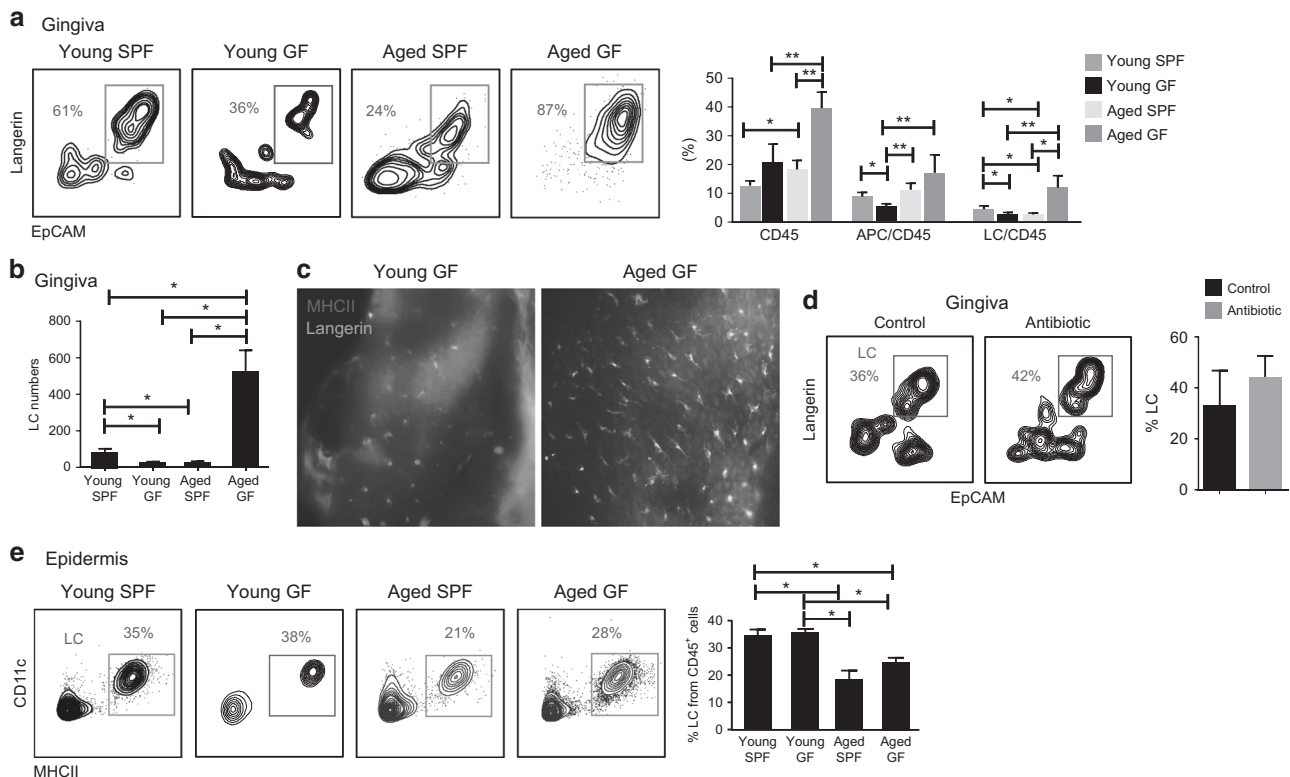 a Gingiva
Young SPF Young GF Aged SPF Aged GF
61% 36% 24% 87%
Langerin
EpCAM
(%)
50
40
30
20
10
0
** ** * ** ** * * ** * * *
CD45 APC/CD45 LC/CD45
Young SPF
Young GF
Aged SPF
Aged GF
b Gingiva
LC numbers
800
600
400
200
0
* * * * *
Young SPF Young GF Aged SPF Aged GF
c Young GF Aged GF
MHCII
Langerin
d Gingiva
Control Antibiotic
LC
36% 42%
Langerin
EpCAM
Control
Antibiotic
% LC
60
40
20
0
e Epidermis
Young SPF Young GF Aged SPF Aged GF
LC 35% 38% 21% 28%
CD11c
MHCII
% LC from CD45+ cells
40
30
20
10
0
* * * *
Young SPF Young GF Aged SPF Aged GF